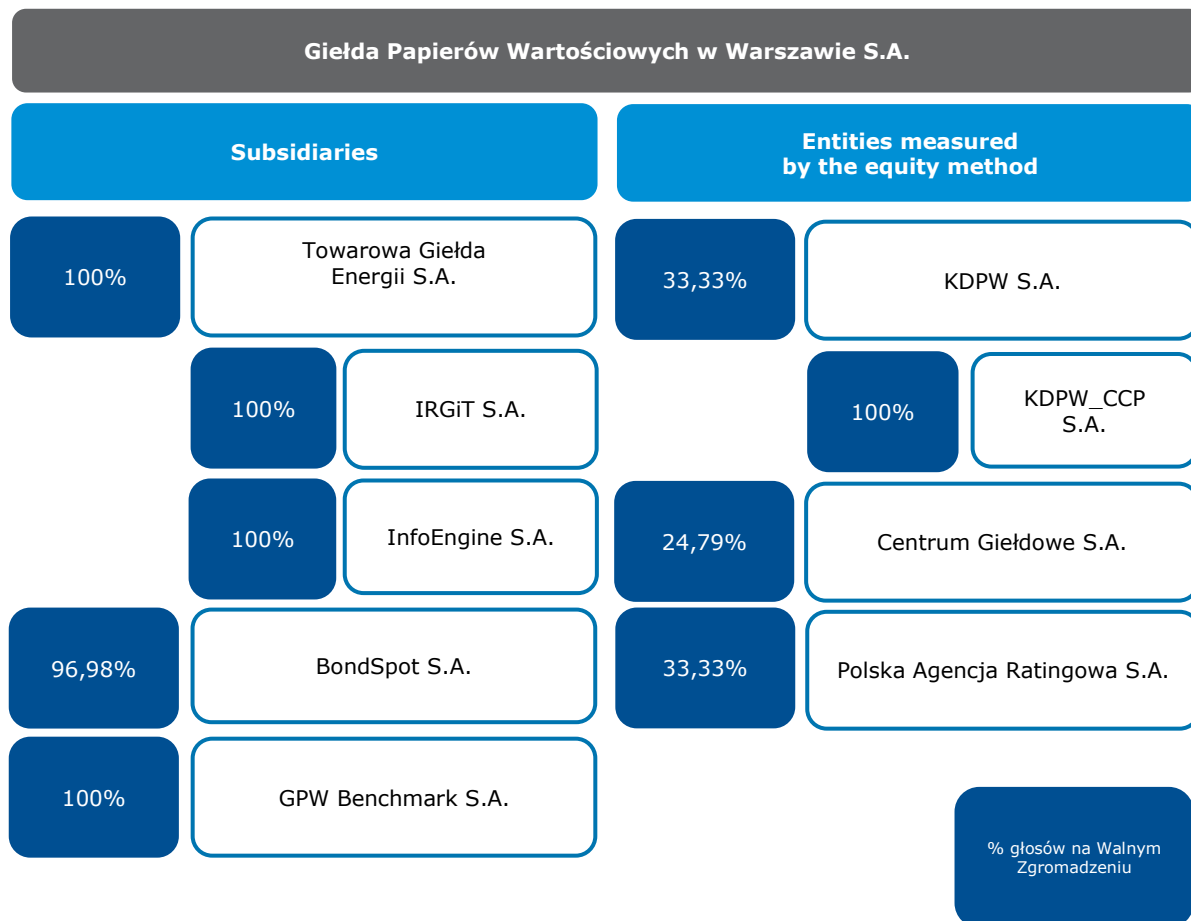 Giełda Papierów Wartościowych w Warszawie S.A.
Subsidiaries
Entities measured
by the equity method
100%
Towarowa Giełda
Energii S.A.
33,33%
KDPW S.A.
100%
IRGiT S.A.
100%
KDPW_CCP
S.A.
100%
InfoEngine S.A.
24,79%
Centrum Giełdowe S.A.
96,98%
BondSpot S.A.
33,33%
Polska Agencja Ratingowa S.A.
100%
GPW Benchmark S.A.
% głosów na Walnym
Zgromadzeniu